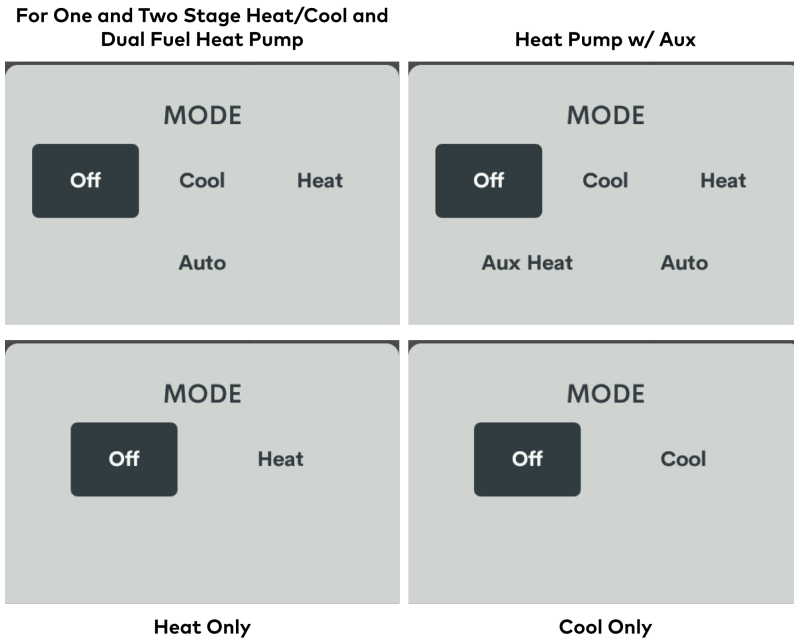 For One and Two Stage Heat/Cool and
Dual Fuel Heat Pump
MODE
Off Cool Heat
Auto
Heat Pump w/ Aux
MODE
Off Cool Heat
Aux Heat Auto
MODE
Off Heat
Heat Only
MODE
Off Cool
Cool Only